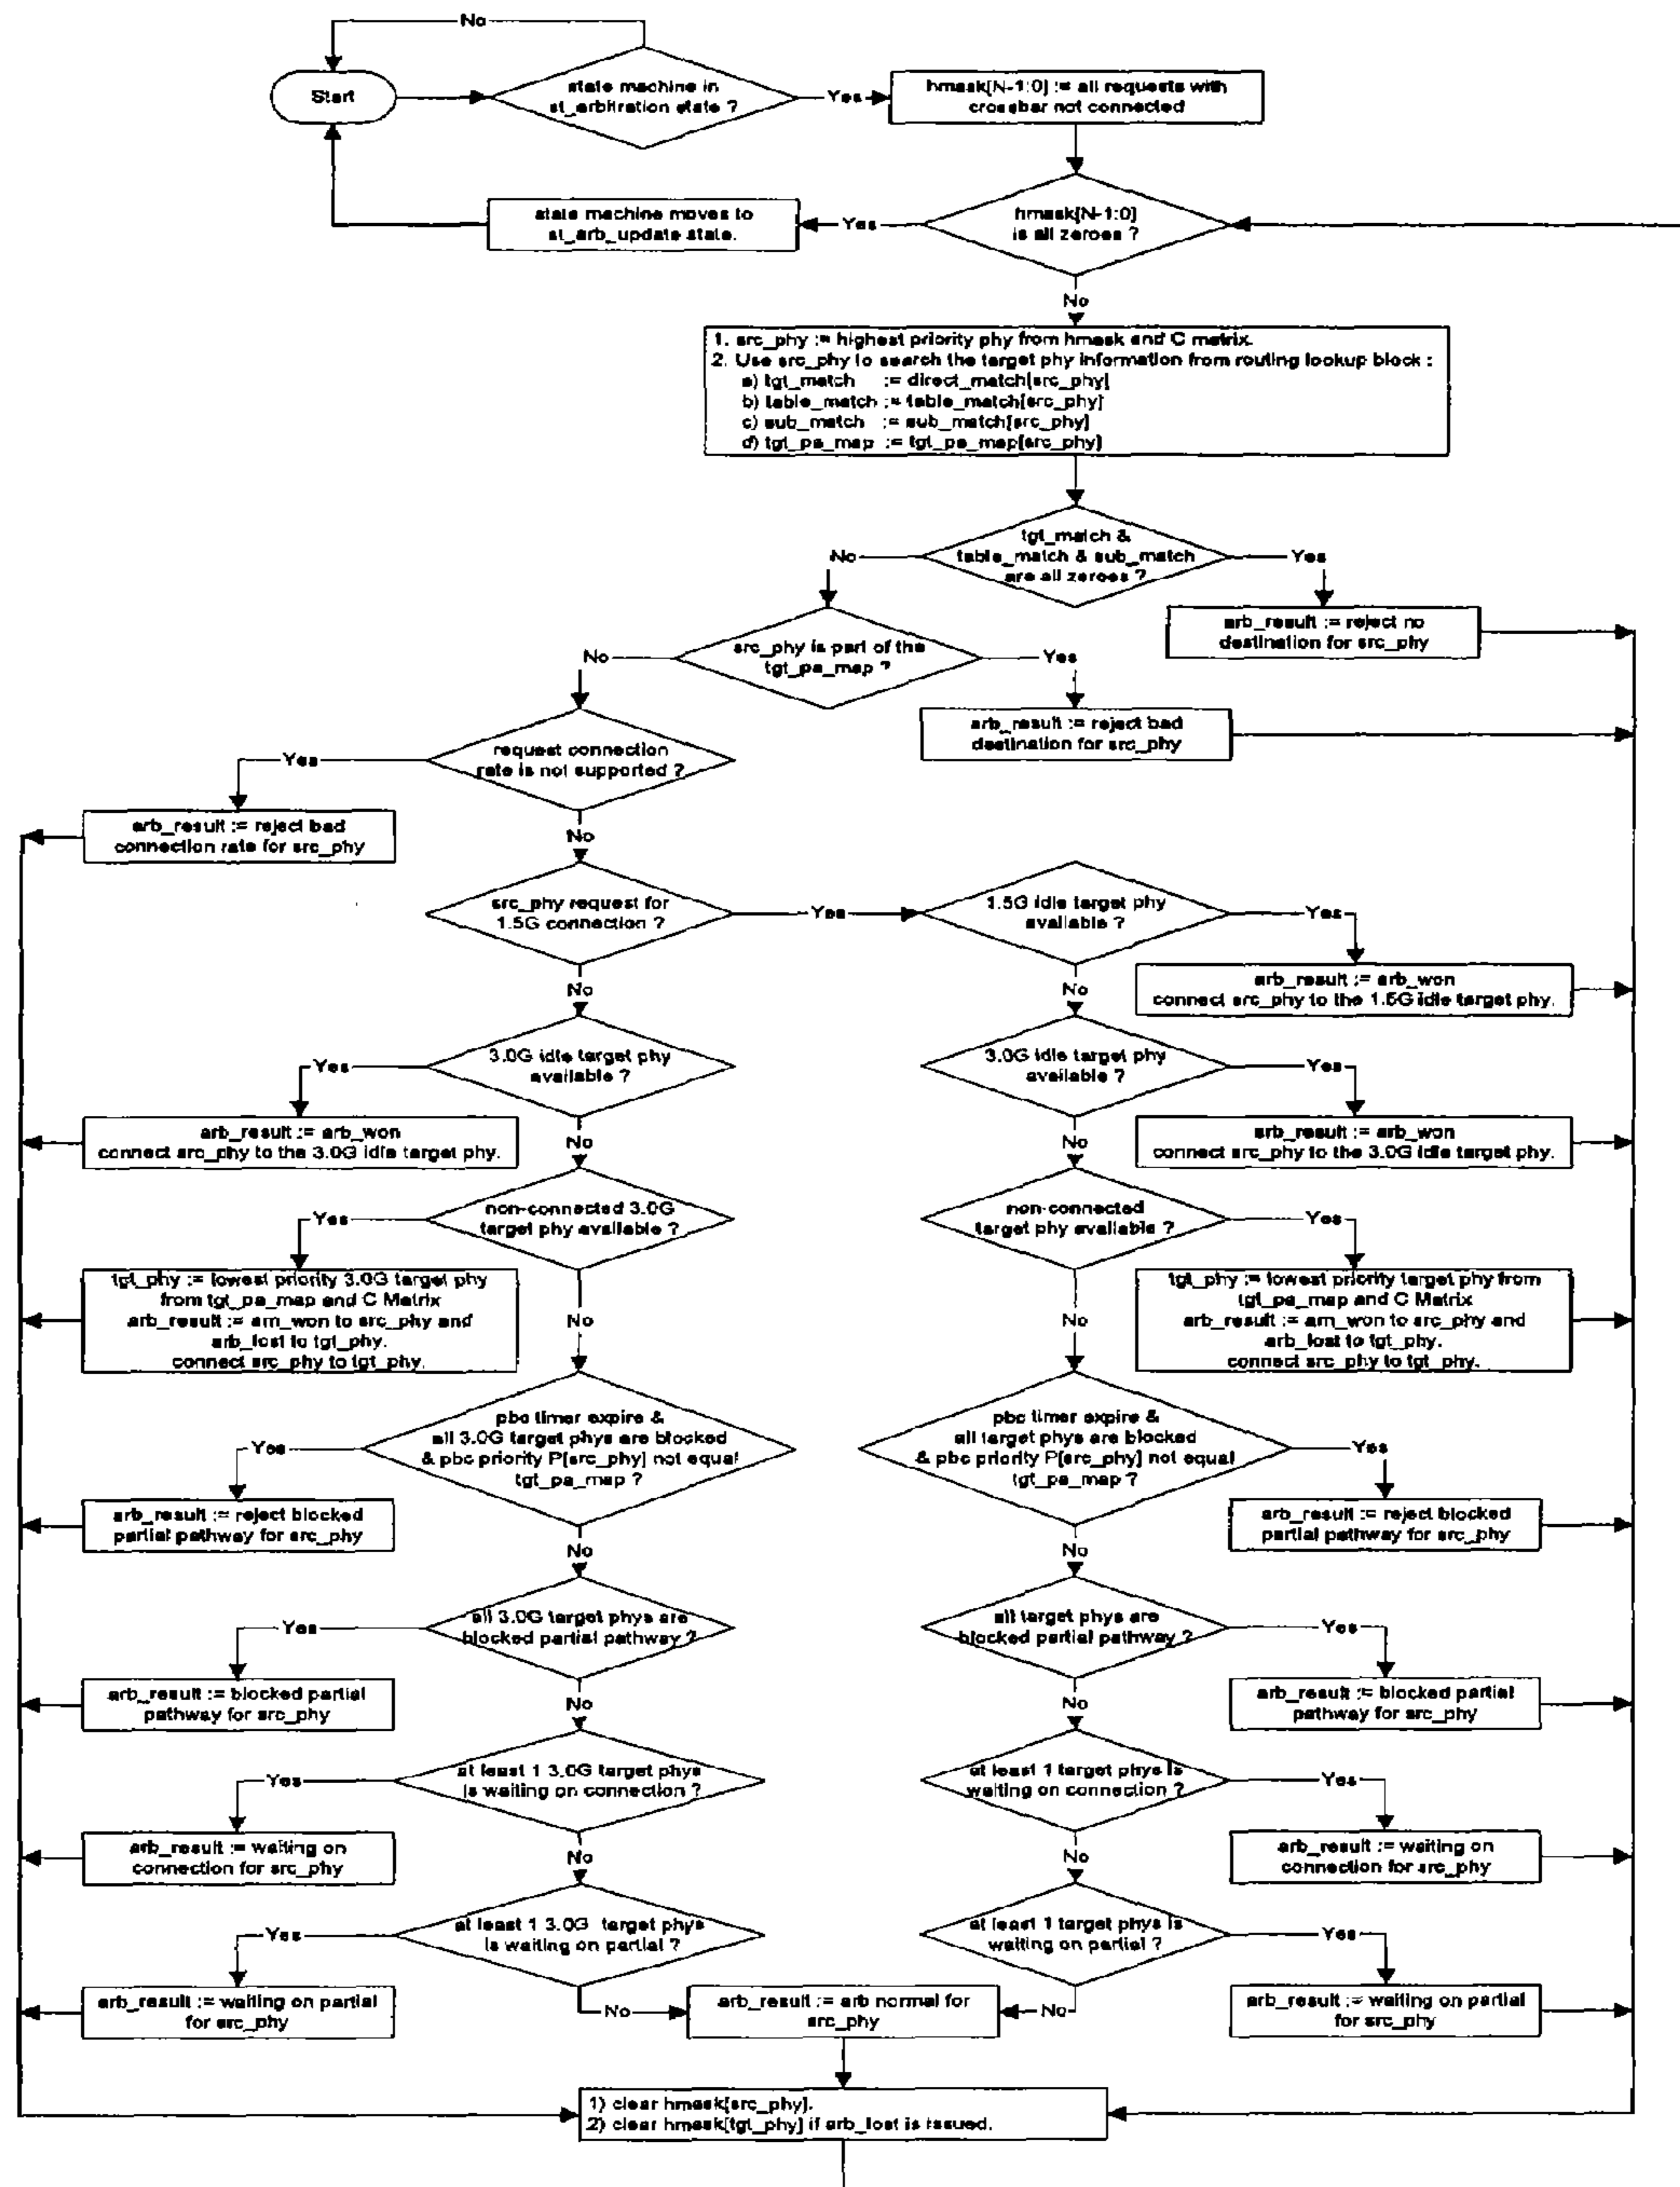 No
Start
state machine in
st_arbitration state ?
Yes
hmask[N-1:0] := all requests with
crossbar not connected
state machine moves to
st_arb_update state.
Yes
hmask[N-1:0]
is all zeroes ?
No
1. src_phy := highest priority phy from hmask and C matrix.
2. Use src_phy to search the target phy information from routing lookup block :
a) tgt_match := direct_match[src_phy]
b) table_match := table_match[src_phy]
c) sub_match := sub_match[src_phy]
d) tgt_pa_map := tgt_pa_map[src_phy]
tgt_match &
table_match & sub_match
are all zeroes ?
No
Yes
arb_result := reject no
destination for src_phy
src_phy is part of the
tgt_pa_map ?
No
Yes
arb_result := reject bad
destination for src_phy
request connection
rate is not supported ?
Yes
arb_result := reject bad
connection rate for src_phy
No
src_phy request for
1.5G connection ?
Yes
1.5G idle target phy
available ?
Yes
arb_result := arb_won
connect src_phy to the 1.5G idle target phy.
No
No
3.0G idle target phy
available ?
Yes
arb_result := arb_won
connect src_phy to the 3.0G idle target phy.
3.0G idle target phy
available ?
Yes
arb_result := arb_won
connect src_phy to the 3.0G idle target phy.
No
No
non-connected 3.0G
target phy available ?
Yes
tgt_phy := lowest priority 3.0G target phy
from tgt_pa_map and C Matrix
arb_result := am_won to src_phy and
arb_lost to tgt_phy.
connect src_phy to tgt_phy.
non-connected
target phy available ?
Yes
tgt_phy := lowest priority target phy from
tgt_pa_map and C Matrix
arb_result := am_won to src_phy and
arb_lost to tgt_phy.
connect src_phy to tgt_phy.
No
No
pbc timer expire &
all 3.0G target phys are blocked
& pbc priority P[src_phy] not equal
tgt_pa_map ?
Yes
arb_result := reject blocked
partial pathway for src_phy
pbc timer expire &
all target phys are blocked
& pbc priority P[src_phy] not equal
tgt_pa_map ?
Yes
arb_result := reject blocked
partial pathway for src_phy
No
No
all 3.0G target phys are
blocked partial pathway ?
Yes
arb_result := blocked partial
pathway for src_phy
all target phys are
blocked partial pathway ?
Yes
arb_result := blocked partial
pathway for src_phy
No
No
at least 1 3.0G target phys
is waiting on connection ?
Yes
arb_result := waiting on
connection for src_phy
at least 1 target phys is
waiting on connection ?
Yes
arb_result := waiting on
connection for src_phy
No
No
at least 1 3.0G target phys
is waiting on partial ?
Yes
arb_result := waiting on partial
for src_phy
at least 1 target phys is
waiting on partial ?
Yes
arb_result := waiting on partial
for src_phy
No
arb_result := arb normal for
src_phy
No
1) clear hmask[src_phy].
2) clear hmask[tgt_phy] if arb_lost is issued.